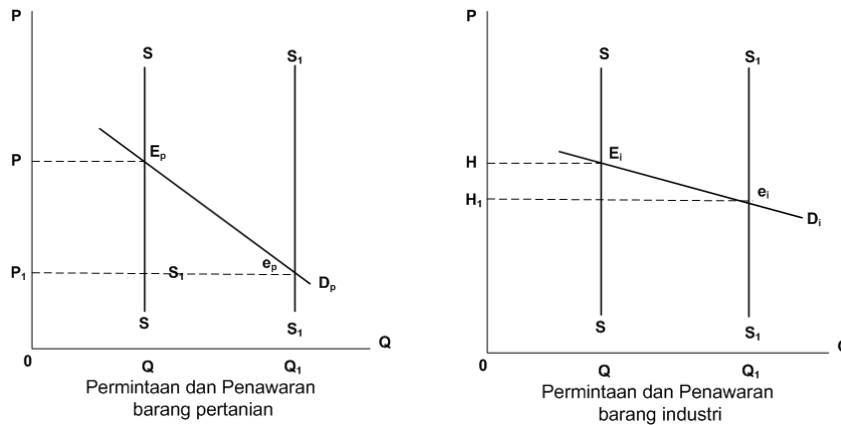 P
S
S₁
Eₚ
P
P₁
S₁
eₚ
Dₚ
S
S₁
0
Q
Q₁
Q
Permintaan dan Penawaran
barang pertanian
P
S
S₁
Eᵢ
H
eᵢ
H₁
Dᵢ
S
S₁
0
Q
Q₁
Permintaan dan Penawaran
barang industri